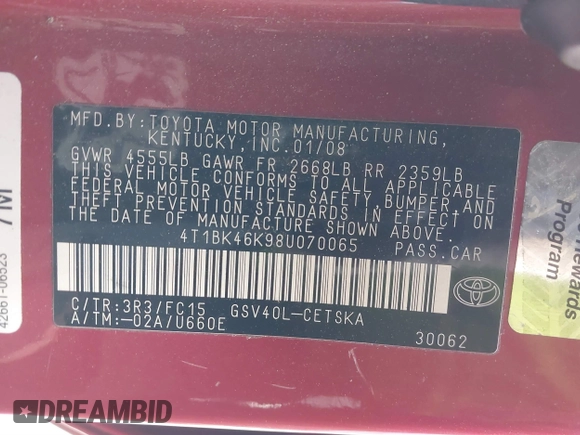 MFD.BY:TOYOTA MOTOR MANUFACTURING,
KENTUCKY, INC.01/08
GVWR 4555LB GAWR FR 2668LB RR 2359LB
THIS VEHICLE CONFORMS TO ALL APPLICABLE
FEDERAL MOTOR VEHICLE SAFETY, BUMPER, AND
THEFT PREVENTION STANDARDS IN EFFECT
ON THE DATE OF MANUFACTURE SHOWN ABOVE.
4T1BK46K98U070065 PASS.CAR
C/TR:3R3/FC15 GSV40L-CETSKA
A/TM:-02A/U660E
30062
42661-06523
Rewards
Program
DREAMBID